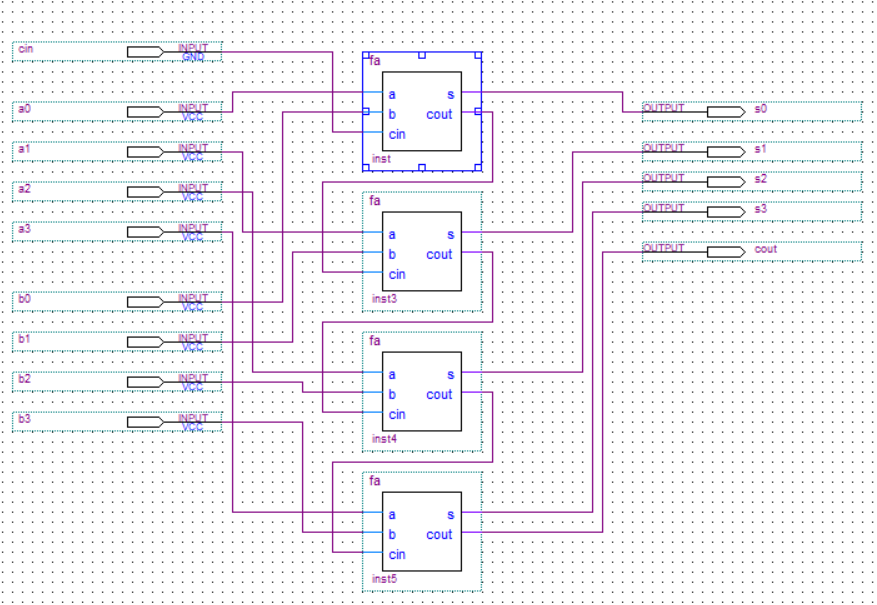 cin INPUT
GND
a0 INPUT
VCC
a1 INPUT
VCC
a2 INPUT
VCC
a3 INPUT
VCC
b0 INPUT
VCC
b1 INPUT
VCC
b2 INPUT
VCC
b3 INPUT
VCC
fa
a s
b cout
cin
inst
fa
a s
b cout
cin
inst3
fa
a s
b cout
cin
inst4
fa
a s
b cout
cin
inst5
OUTPUT s0
OUTPUT s1
OUTPUT s2
OUTPUT s3
OUTPUT cout